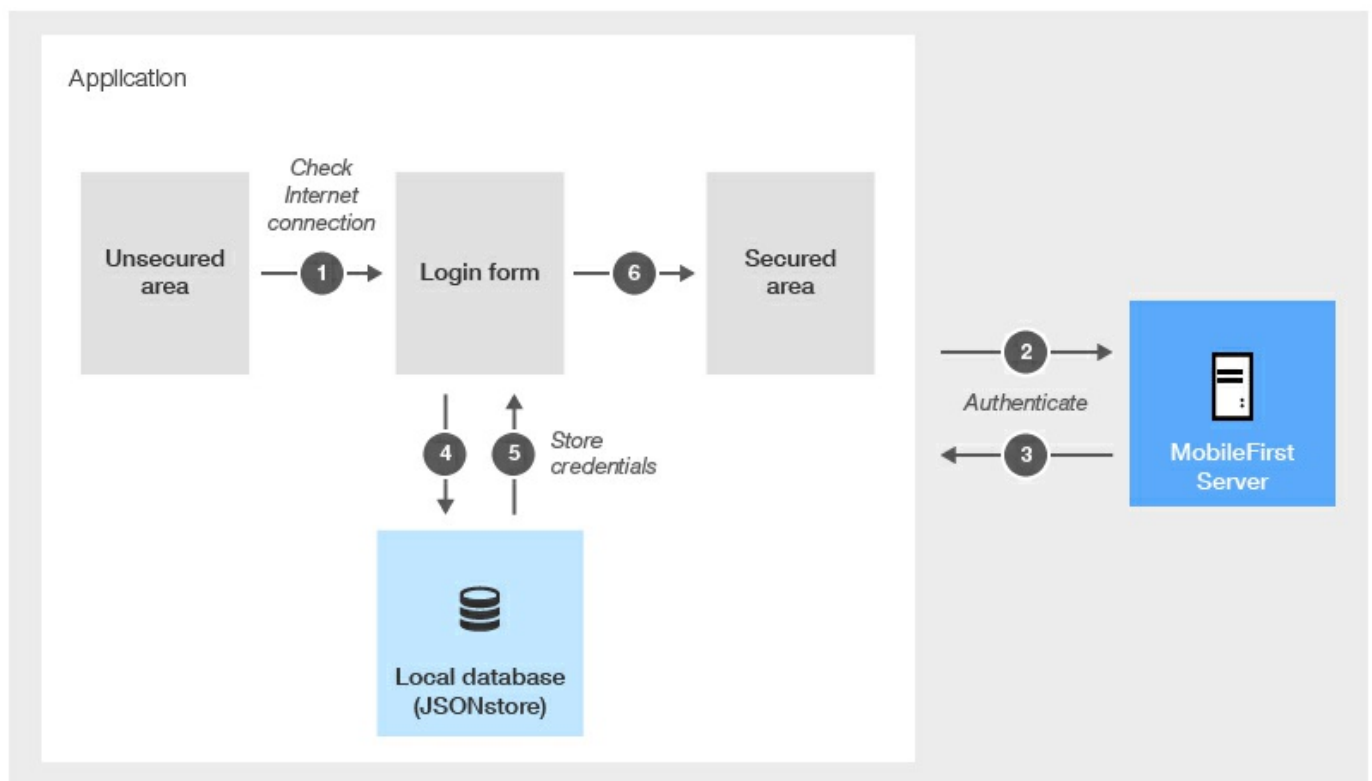 Application
Check
Internet
connection
Unsecured
area
1
Login form
6
Secured
area
2
Authenticate
3
MobileFirst
Server
4
5
Store
credentials
Local database
(JSONstore)